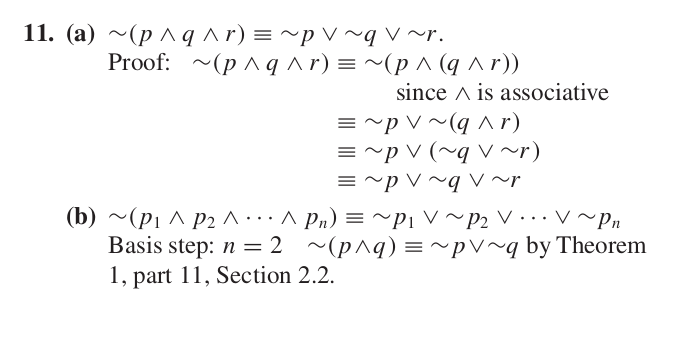 11. (a) ∼(p ∧ q ∧ r) ≡ ∼p ∨ ∼q ∨ ∼r.
Proof: ∼(p ∧ q ∧ r) ≡ ∼(p ∧ (q ∧ r))
since ∧ is associative
≡ ∼p ∨ ∼(q ∧ r)
≡ ∼p ∨ (∼q ∨ ∼r)
≡ ∼p ∨ ∼q ∨ ∼r
(b) ∼(p₁ ∧ p₂ ∧ ⋯ ∧ pₙ) ≡ ∼p₁ ∨ ∼p₂ ∨ ⋯ ∨ ∼pₙ
Basis step: n = 2 ∼(p∧q) ≡ ∼p∨∼q by Theorem
1, part 11, Section 2.2.